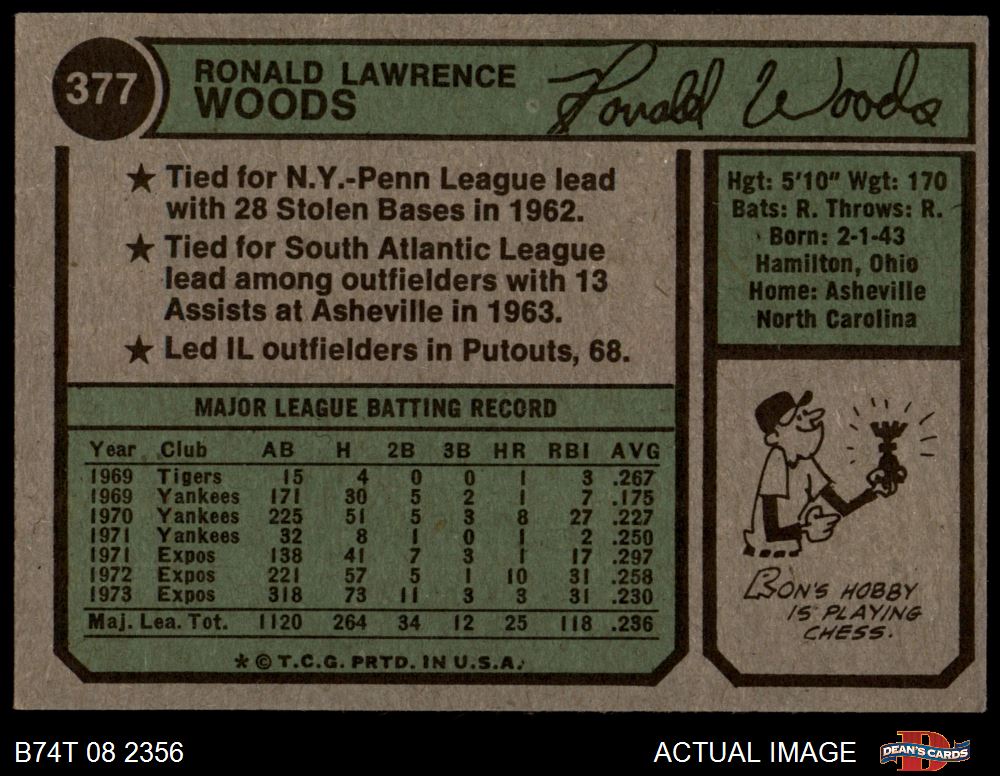 377
RONALD LAWRENCE
WOODS
Ronald Woods
★ Tied for N.Y.-Penn League lead
with 28 Stolen Bases in 1962.
★ Tied for South Atlantic League
lead among outfielders with 13
Assists at Asheville in 1963.
★ Led IL outfielders in Putouts, 68.
Hgt: 5'10" Wgt: 170
Bats: R. Throws: R.
Born: 2-1-43
Hamilton, Ohio
Home: Asheville
North Carolina
MAJOR LEAGUE BATTING RECORD
Year Club AB H 2B 3B HR RBI AVG
1969 Tigers 15 4 0 0 1 3 .267
1969 Yankees 171 30 5 2 1 7 .175
1970 Yankees 225 51 5 3 8 27 .227
1971 Yankees 32 8 1 0 1 2 .250
1971 Expos 138 41 7 3 1 17 .297
1972 Expos 221 57 5 1 10 31 .258
1973 Expos 318 73 11 3 3 31 .230
Maj. Lea. Tot. 1120 264 34 12 25 118 .236
* © T.C.G. PRTD. IN U.S.A.
RON'S HOBBY
IS PLAYING
CHESS.
B74T 08 2356
ACTUAL IMAGE
D
DEAN'S CARDS